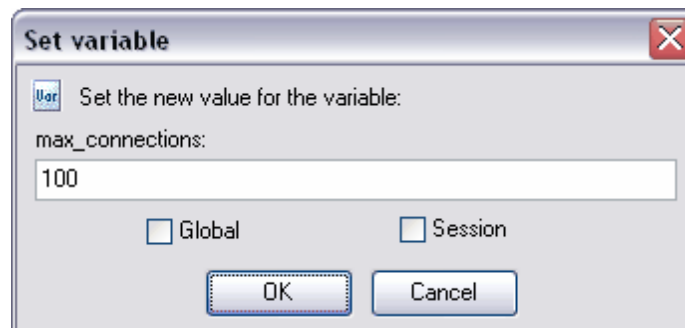 Set variable
Var Set the new value for the variable:
max_connections:
100
Global Session
OK Cancel